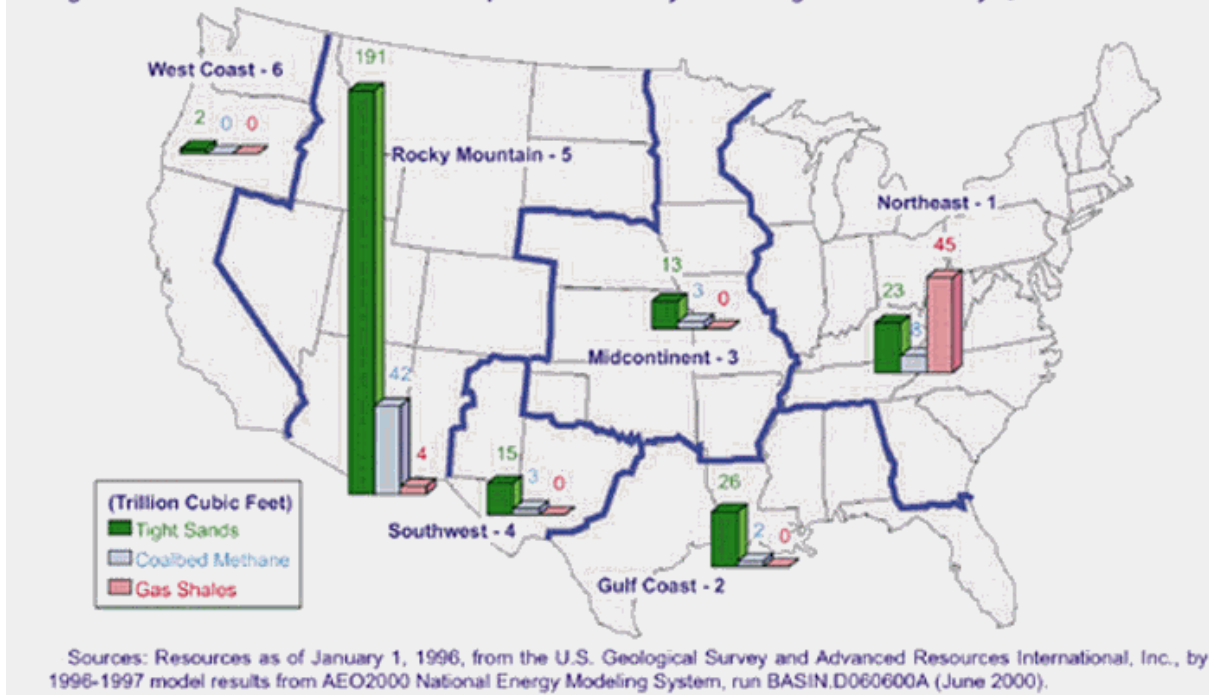 West Coast - 6
2 0 0
191
Rocky Mountain - 5
42
4
Northeast - 1
45
23
8
13
3
0
Midcontinent - 3
15
3
0
Southwest - 4
26
2
0
Gulf Coast - 2
(Trillion Cubic Feet)
Tight Sands
Coalbed Methane
Gas Shales
Sources: Resources as of January 1, 1996, from the U.S. Geological Survey and Advanced Resources International, Inc., by
1996-1997 model results from AEO2000 National Energy Modeling System, run BASIN.D060600A (June 2000).